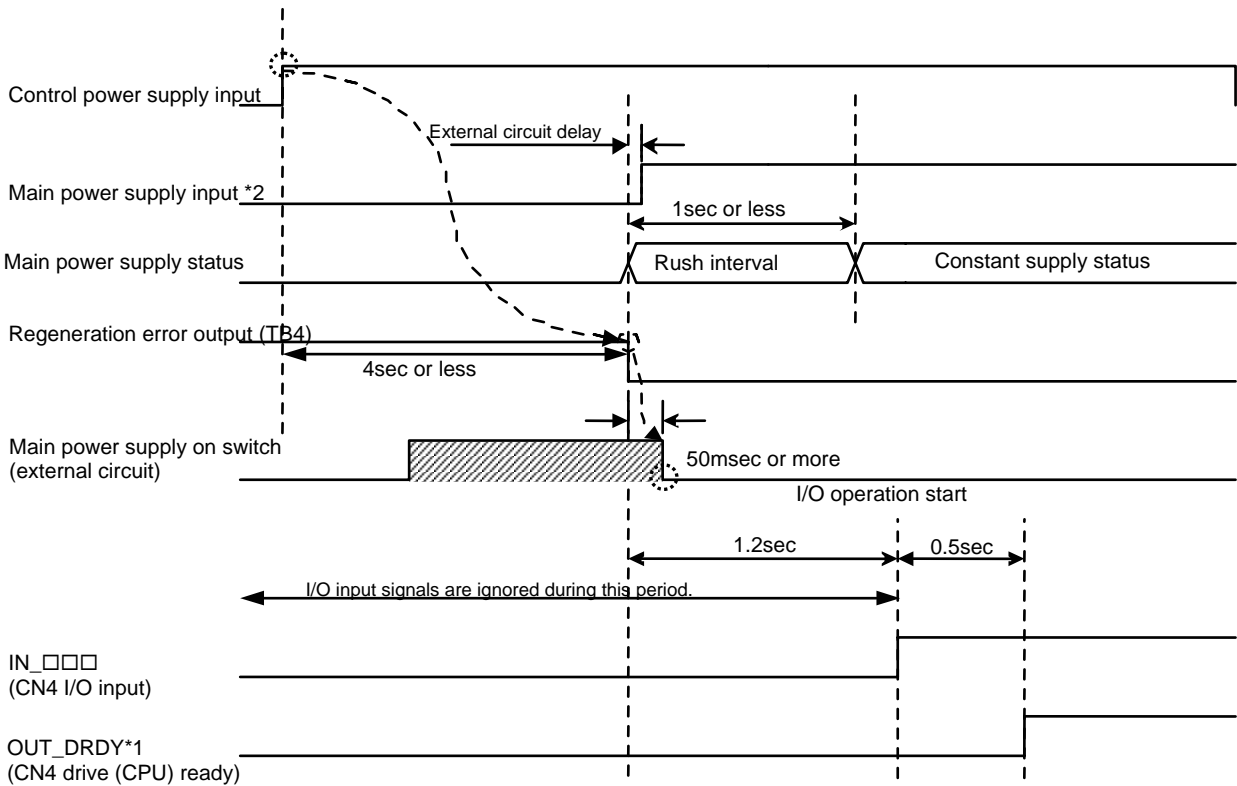 Control power supply input
External circuit delay
Main power supply input *2
1sec or less
Main power supply status
Rush interval
Constant supply status
Regeneration error output (TB4)
4sec or less
Main power supply on switch
(external circuit)
50msec or more
I/O operation start
1.2sec
0.5sec
I/O input signals are ignored during this period.
IN_□□□
(CN4 I/O input)
OUT_DRDY*1
(CN4 drive (CPU) ready)